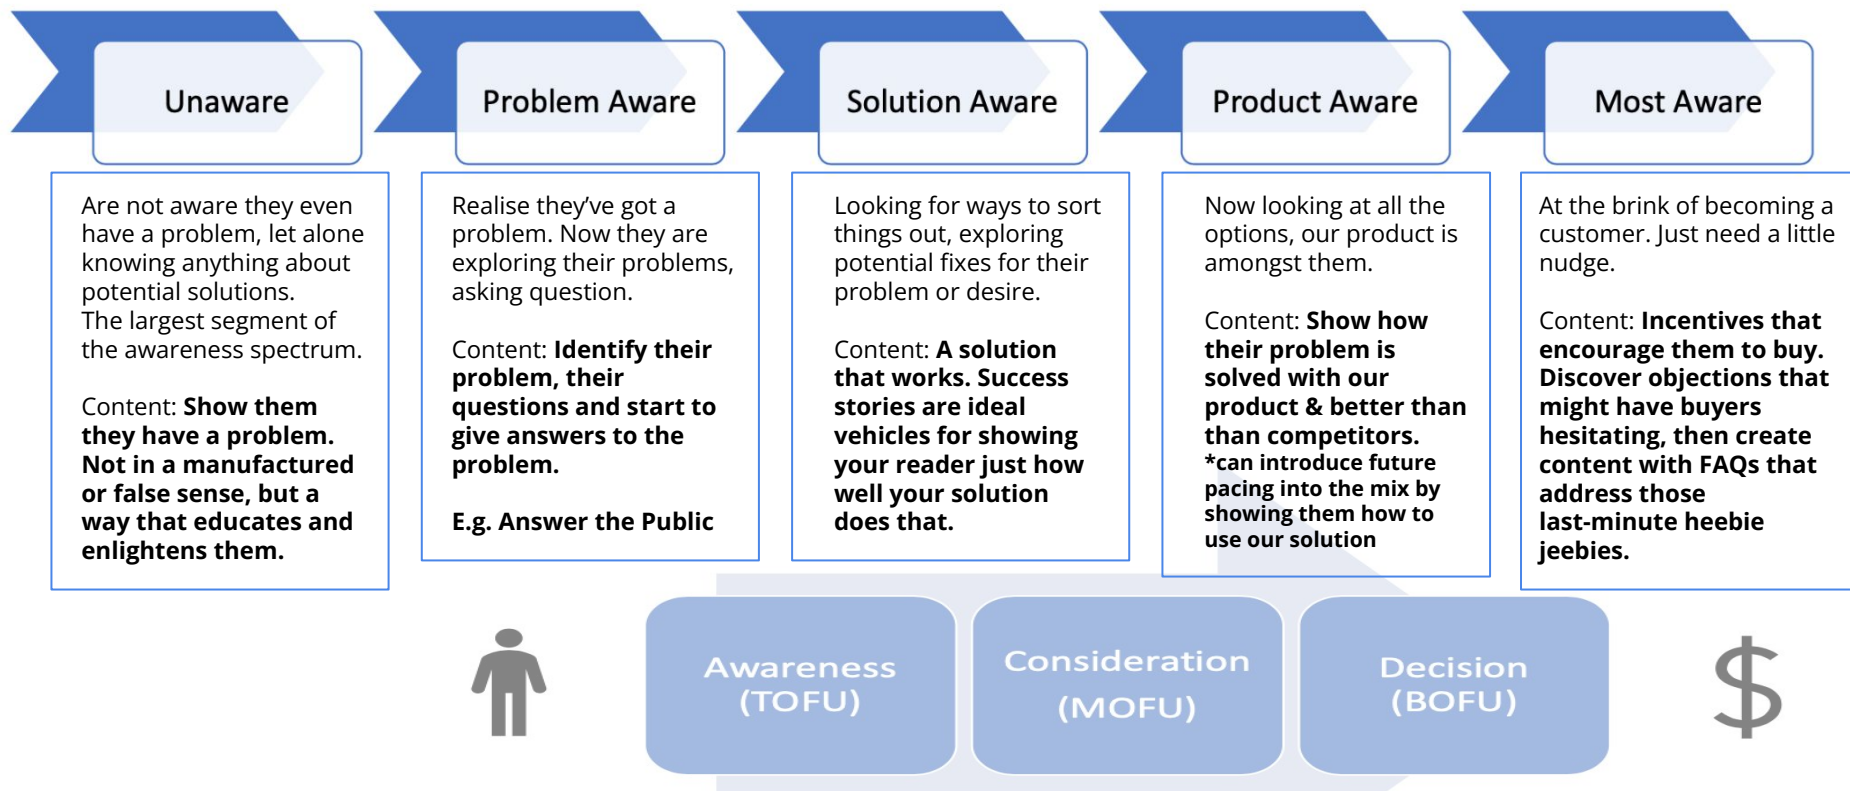 Unaware
Problem Aware
Solution Aware
Product Aware
Most Aware
Are not aware they even
have a problem, let alone
knowing anything about
potential solutions.
The largest segment of
the awareness spectrum.
Content: Show them
they have a problem.
Not in a manufactured
or false sense, but a
way that educates and
enlightens them.
Realise they’ve got a
problem. Now they are
exploring their problems,
asking question.
Content: Identify their
problem, their
questions and start to
give answers to the
problem.
E.g. Answer the Public
Looking for ways to sort
things out, exploring
potential fixes for their
problem or desire.
Content: A solution
that works. Success
stories are ideal
vehicles for showing
your reader just how
well your solution
does that.
Now looking at all the
options, our product is
amongst them.
Content: Show how
their problem is
solved with our
product & better than
than competitors.
*can introduce future
pacing into the mix by
showing them how to
use our solution
At the brink of becoming a
customer. Just need a little
nudge.
Content: Incentives that
encourage them to buy.
Discover objections that
might have buyers
hesitating, then create
content with FAQs that
address those
last-minute heebie
jeebies.
Awareness
(TOFU)
Consideration
(MOFU)
Decision
(BOFU)
$